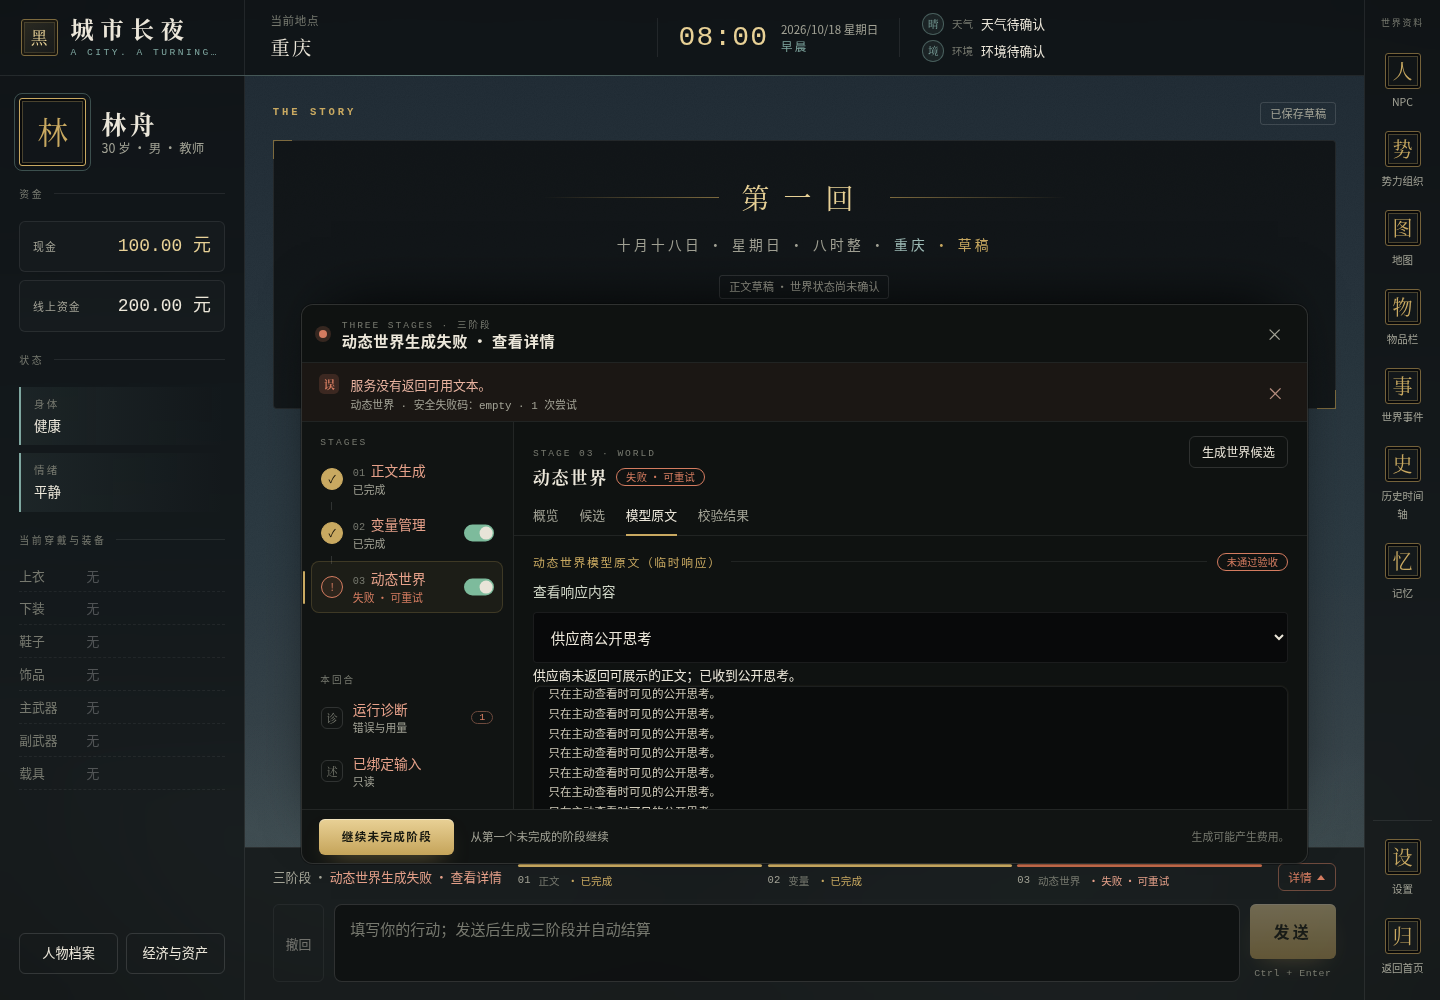 黑
城市长夜
A CITY. A TURNING…
当前地点
重庆
08:00
2026/10/18 星期日
早晨
晴 天气 天气待确认
境 环境 环境待确认
世界资料
人
NPC
势
势力组织
图
地图
物
物品栏
事
世界事件
史
历史时间
轴
忆
记忆
设
设置
归
返回首页
林
林舟
30 岁 · 男 · 教师
资金
现金 100.00 元
线上资金 200.00 元
状态
身体
健康
情绪
平静
当前穿戴与装备
上衣 无
下装 无
鞋子 无
饰品 无
主武器 无
副武器 无
载具 无
人物档案 经济与资产
THE STORY
已保存草稿
第一回
十月十八日 · 星期日 · 八时整 · 重庆 · 草稿
正文草稿 · 世界状态尚未确认
THREE STAGES · 三阶段
动态世界生成失败 · 查看详情
误 服务没有返回可用文本。
动态世界 · 安全失败码：empty · 1 次尝试
STAGES
01 正文生成
已完成
02 变量管理
已完成
03 动态世界
失败 · 可重试
本回合
诊 运行诊断 1
错误与用量
述 已绑定输入
只读
STAGE 03 · WORLD
动态世界 失败 · 可重试
生成世界候选
概览 候选 模型原文 校验结果
动态世界模型原文（临时响应） 未通过验收
查看响应内容
供应商公开思考
供应商未返回可展示的正文；已收到公开思考。
只在主动查看时可见的公开思考。
只在主动查看时可见的公开思考。
只在主动查看时可见的公开思考。
只在主动查看时可见的公开思考。
只在主动查看时可见的公开思考。
只在主动查看时可见的公开思考。
只在主动查看时可见的公开思考。
继续未完成阶段 从第一个未完成的阶段继续 生成可能产生费用。
三阶段 · 动态世界生成失败 · 查看详情
01 正文 · 已完成
02 变量 · 已完成
03 动态世界 · 失败 · 可重试
详情
撤回
填写你的行动；发送后生成三阶段并自动结算
发送
Ctrl + Enter